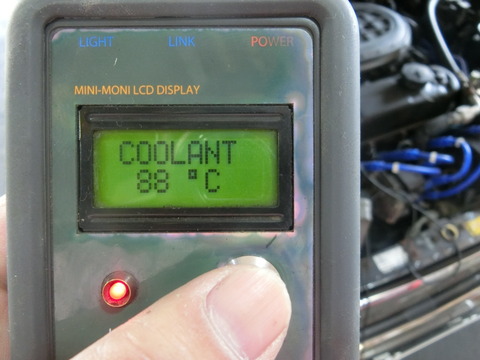 LIGHT LINK POWER
MINI-MONI LCD DISPLAY
COOLANT
88 °C